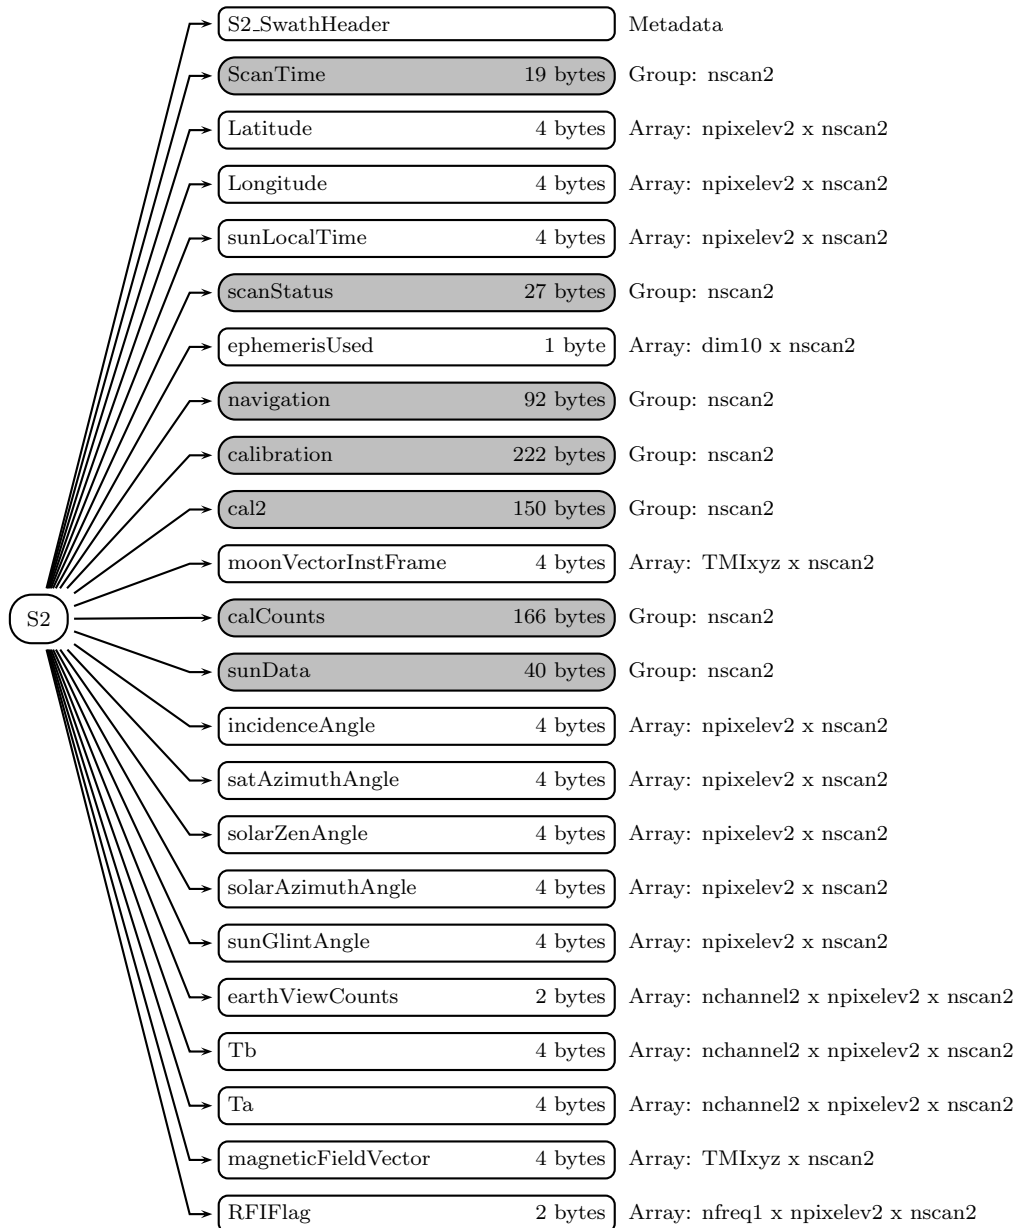 S2_SwathHeader Metadata
ScanTime 19 bytes Group: nscan2
Latitude 4 bytes Array: npixelev2 x nscan2
Longitude 4 bytes Array: npixelev2 x nscan2
sunLocalTime 4 bytes Array: npixelev2 x nscan2
scanStatus 27 bytes Group: nscan2
ephemerisUsed 1 byte Array: dim10 x nscan2
navigation 92 bytes Group: nscan2
calibration 222 bytes Group: nscan2
cal2 150 bytes Group: nscan2
moonVectorInstFrame 4 bytes Array: TMIxyz x nscan2
S2 calCounts 166 bytes Group: nscan2
sunData 40 bytes Group: nscan2
incidenceAngle 4 bytes Array: npixelev2 x nscan2
satAzimuthAngle 4 bytes Array: npixelev2 x nscan2
solarZenAngle 4 bytes Array: npixelev2 x nscan2
solarAzimuthAngle 4 bytes Array: npixelev2 x nscan2
sunGlintAngle 4 bytes Array: npixelev2 x nscan2
earthViewCounts 2 bytes Array: nchannel2 x npixelev2 x nscan2
Tb 4 bytes Array: nchannel2 x npixelev2 x nscan2
Ta 4 bytes Array: nchannel2 x npixelev2 x nscan2
magneticFieldVector 4 bytes Array: TMIxyz x nscan2
RFIFlag 2 bytes Array: nfreq1 x npixelev2 x nscan2